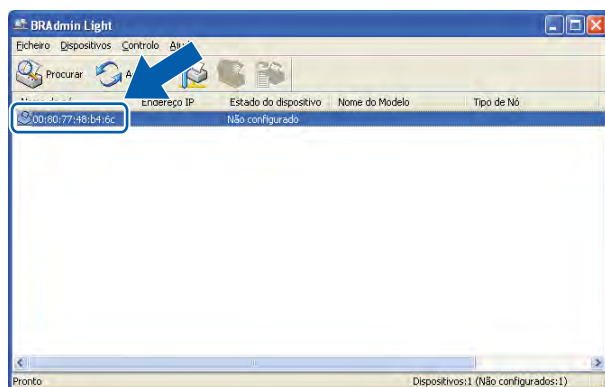 BRAdmin Light
Ficheiro Dispositivos Controlo
Procurar
Endereço IP Estado do dispositivo Nome do Modelo Tipo de Nó
00:80:77:48:b4:6c Não configurado
Pronto Dispositivos:1 (Não configurados:1)